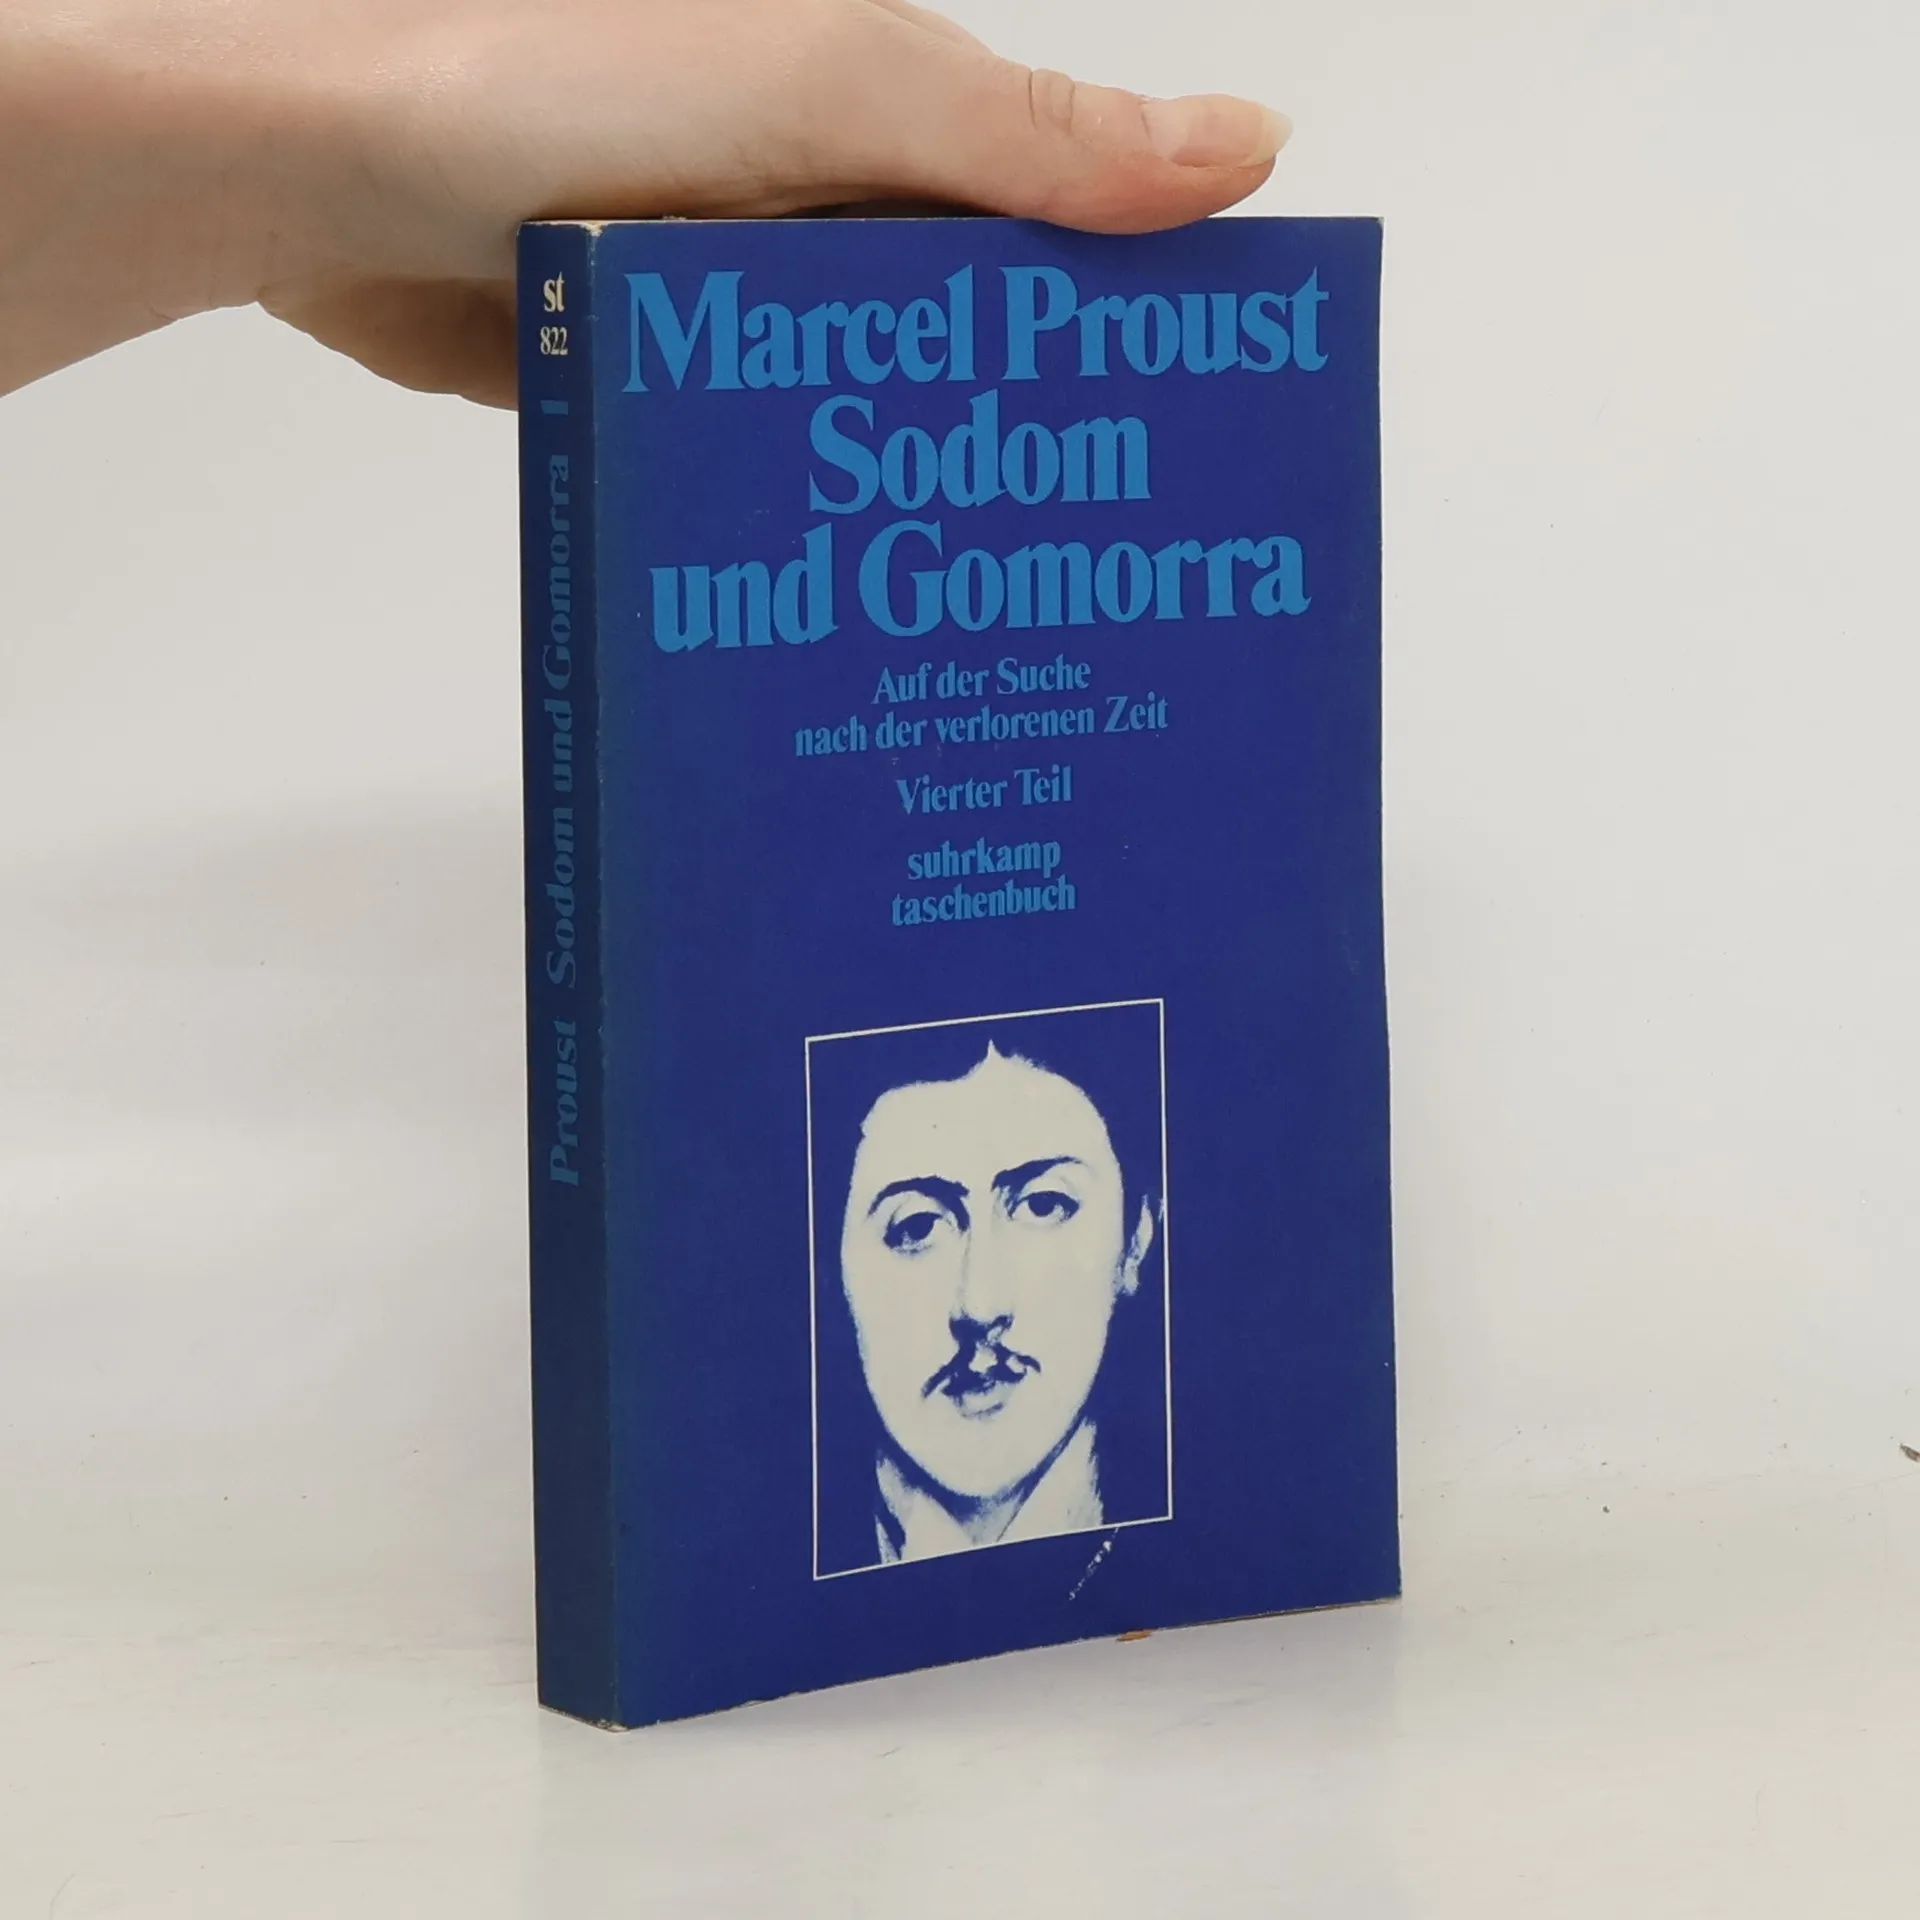 st
822
Proust Sodom und Gomorra 1
Marcel Proust
Sodom
und Gomorra
Auf der Suche
nach der verlorenen Zeit
Vierter Teil
suhrkamp
taschenbuch